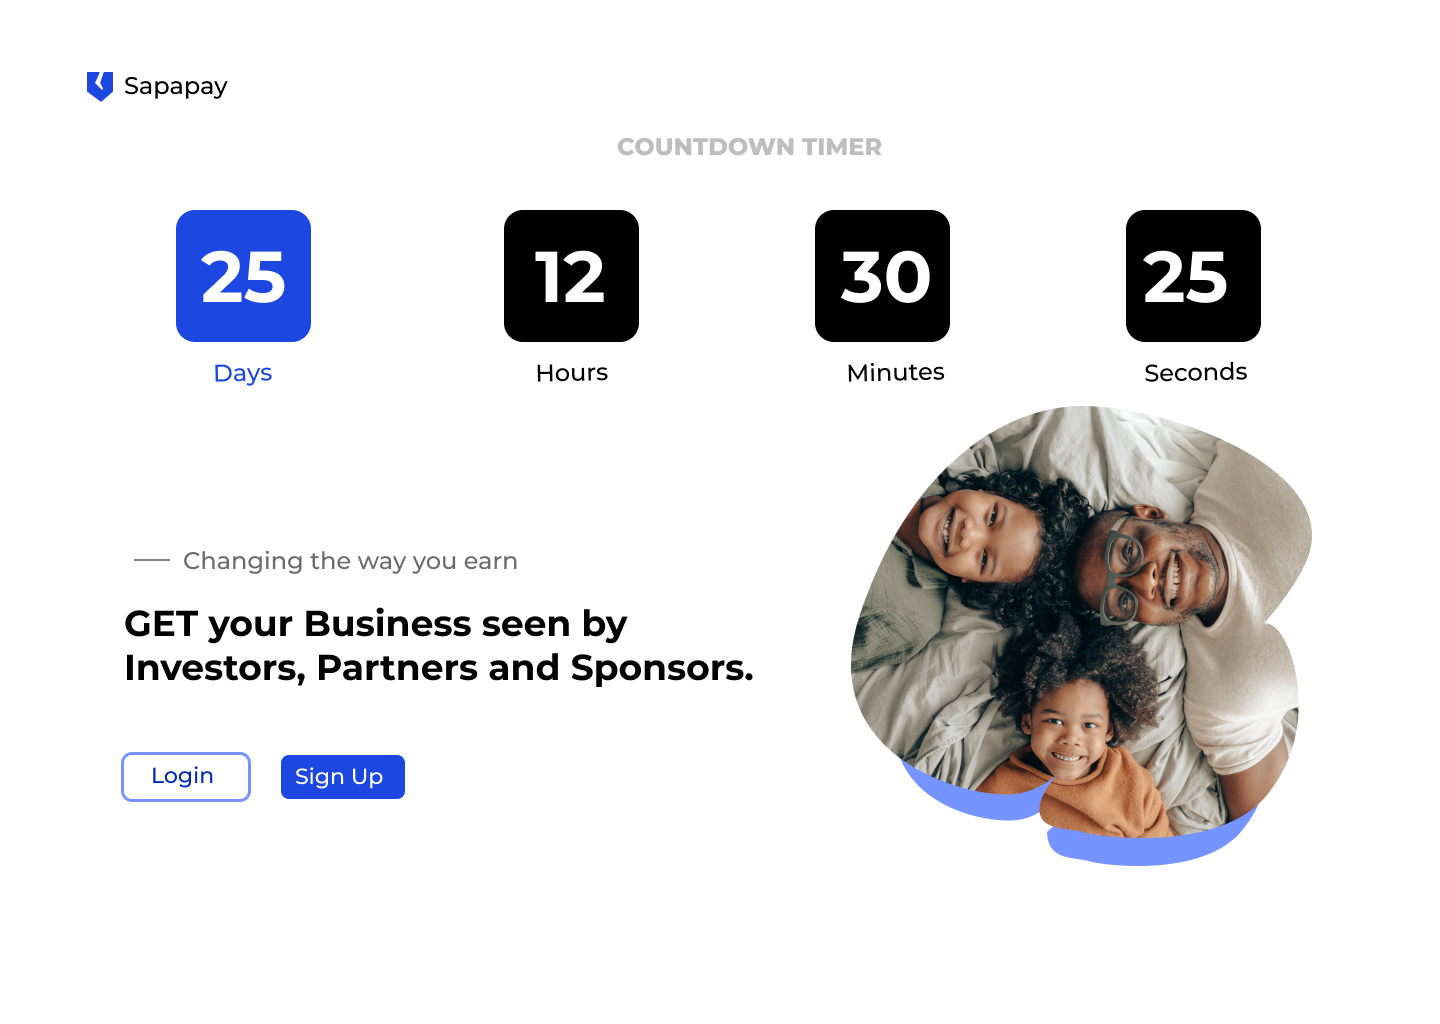 Sapapay
COUNTDOWN TIMER
25 12 30 25
Days Hours Minutes Seconds
Changing the way you earn
GET your Business seen by
Investors, Partners and Sponsors.
Login Sign Up